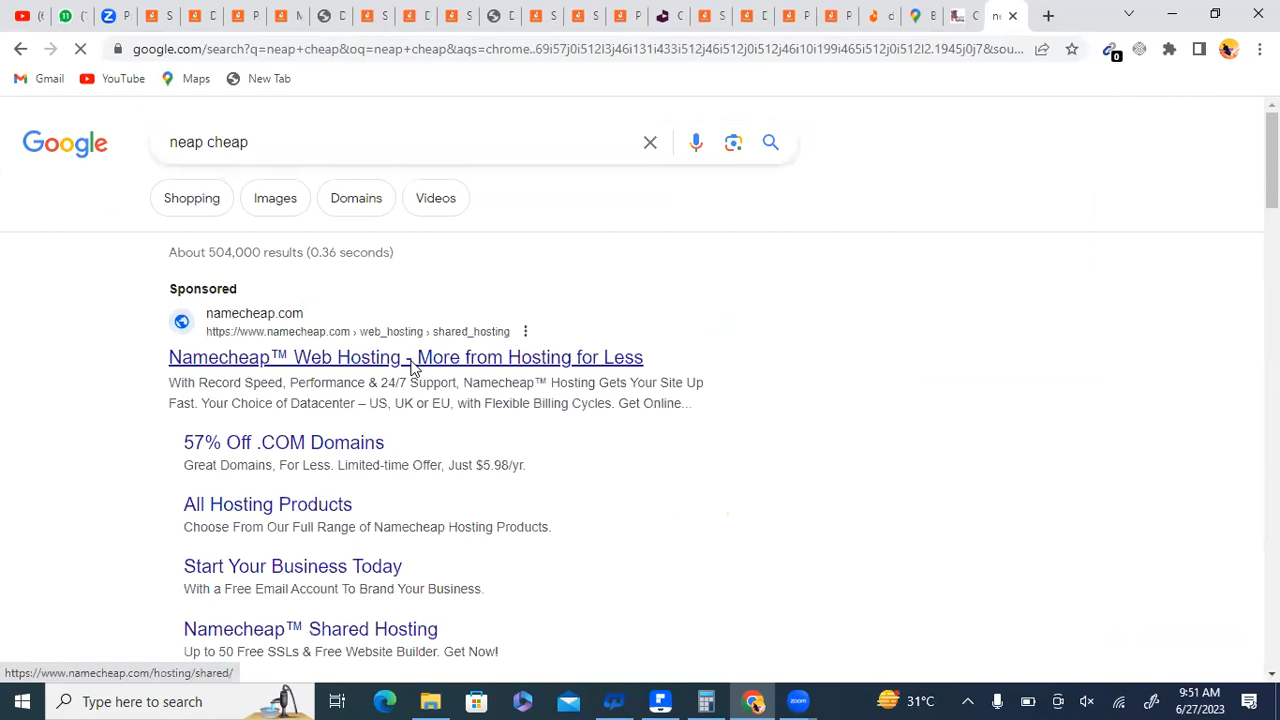 google.com/search?q=neap+cheap&oq=neap+cheap&aqs=chrome..69i57j0i512l3j46i131i433i512j46i512j0i512j46i10i199i465i512j0i512l2.1945j0j7&sou...
0
Gmail
YouTube
Maps
New Tab
Google
neap cheap
Shopping
Images
Domains
Videos
About 504,000 results (0.36 seconds)
Sponsored
namecheap.com
https://www.namecheap.com › web_hosting › shared_hosting
Namecheap™ Web Hosting - More from Hosting for Less
With Record Speed, Performance & 24/7 Support, Namecheap™ Hosting Gets Your Site Up
Fast. Your Choice of Datacenter – US, UK or EU, with Flexible Billing Cycles. Get Online...
57% Off .COM Domains
Great Domains, For Less. Limited-time Offer, Just $5.98/yr.
All Hosting Products
Choose From Our Full Range of Namecheap Hosting Products.
Start Your Business Today
With a Free Email Account To Brand Your Business.
Namecheap™ Shared Hosting
Up to 50 Free SSLs & Free Website Builder. Get Now!
https://www.namecheap.com/hosting/shared/
Type here to search
zoom
31°C
9:51 AM
6/27/2023